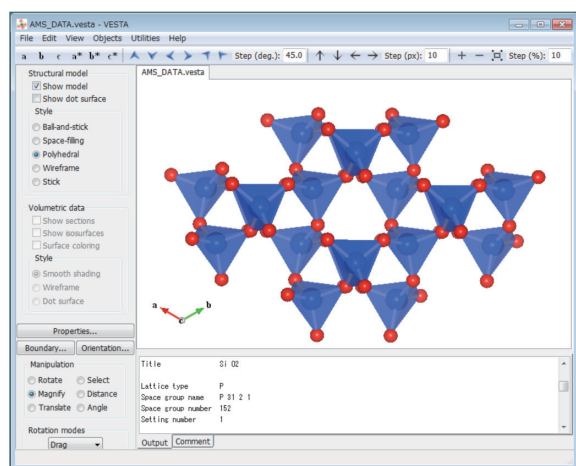 AMS_DATA.vesta - VESTA
File Edit View Objects Utilities Help
a b c a* b* c* Step (deg.): 45.0 Step (px): 10 Step (%): 10
AMS_DATA.vesta
Structural model
Show model
Show dot surface
Style
Ball-and-stick
Space-filling
Polyhedral
Wireframe
Stick
Volumetric data
Show sections
Show isosurfaces
Surface coloring
Style
Smooth shading
Wireframe
Dot surface
Properties...
Boundary... Orientation...
Manipulation
Rotate Select
Magnify Distance
Translate Angle
Rotation modes
Drag
a b
c
Title Si O2
Lattice type P
Space group name P 31 2 1
Space group number 152
Setting number 1
Output Comment